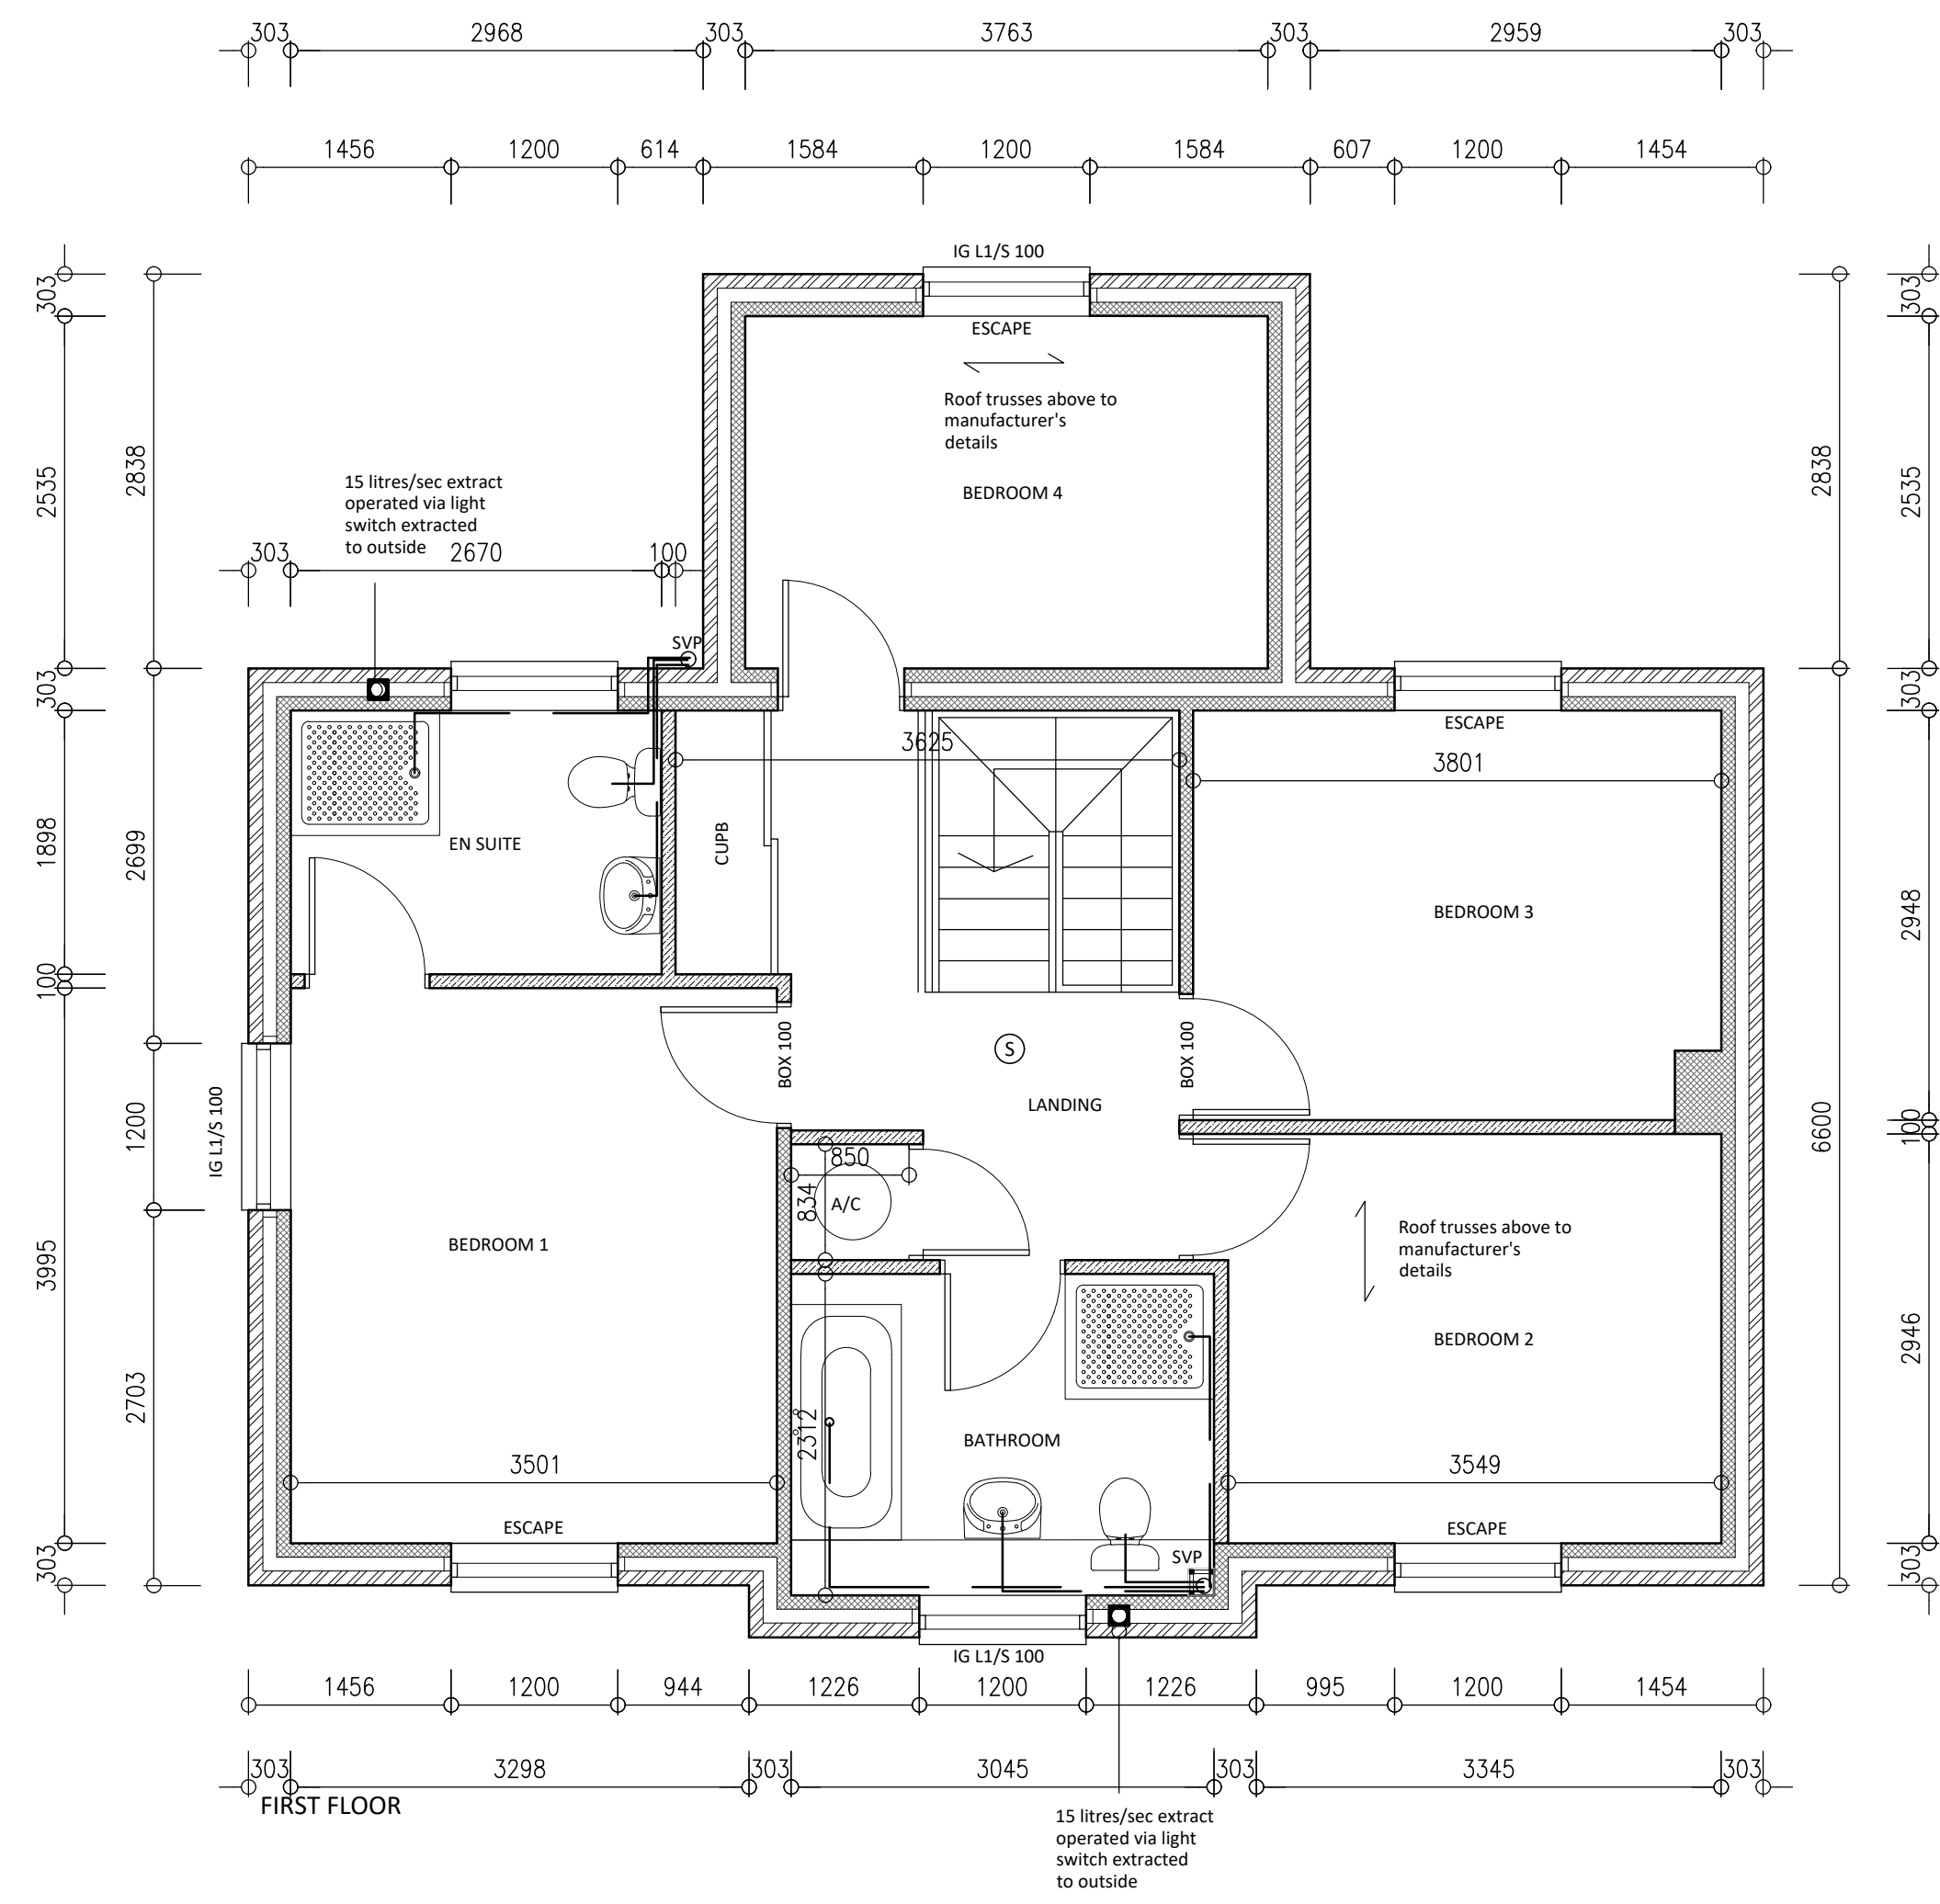 303 2968 303 3763 303 2959 303
1456 1200 614 1584 1200 1584 607 1200 1454
IG L1/S 100
303
303
ESCAPE
Roof trusses above to
manufacturer's
details
2535
2838
2838
2535
BEDROOM 4
15 litres/sec extract
operated via light
switch extracted
to outside
303 2670 100
SVP
303
303
ESCAPE
3625
3801
1898
2699
EN SUITE
CUPB
BEDROOM 3
2948
100
BOX 100
S
BOX 100
LANDING
IG L1/S 100
1200
6600
100
850
834
A/C
3995
BEDROOM 1
Roof trusses above to
manufacturer's
details
BEDROOM 2
2946
2703
2312
BATHROOM
3501
3549
ESCAPE
ESCAPE
SVP
303
303
IG L1/S 100
1456 1200 944 1226 1200 1226 995 1200 1454
303 3298 303 3045 303 3345 303
FIRST FLOOR
15 litres/sec extract
operated via light
switch extracted
to outside